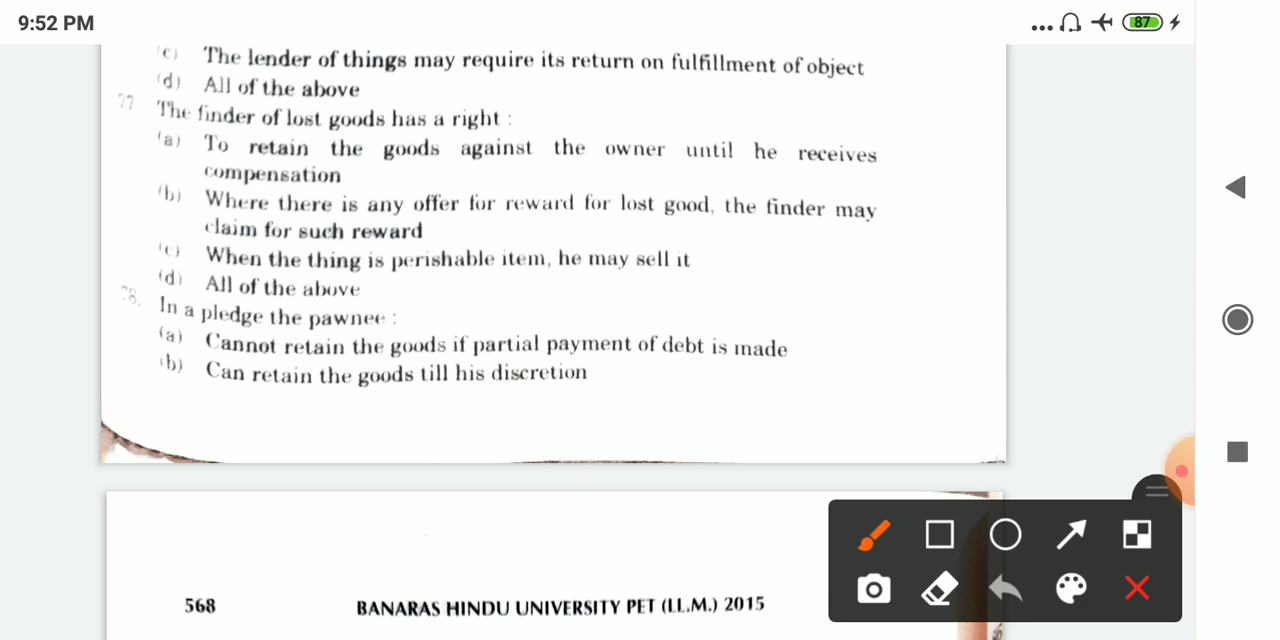 9:52 PM
87
(c) The lender of things may require its return on fulfillment of object
(d) All of the above
77 The finder of lost goods has a right :
(a) To retain the goods against the owner until he receives
compensation
(b) Where there is any offer for reward for lost good, the finder may
claim for such reward
(c) When the thing is perishable item, he may sell it
(d) All of the above
78. In a pledge the pawnee :
(a) Cannot retain the goods if partial payment of debt is made
(b) Can retain the goods till his discretion
568 BANARAS HINDU UNIVERSITY PET (LL.M.) 2015